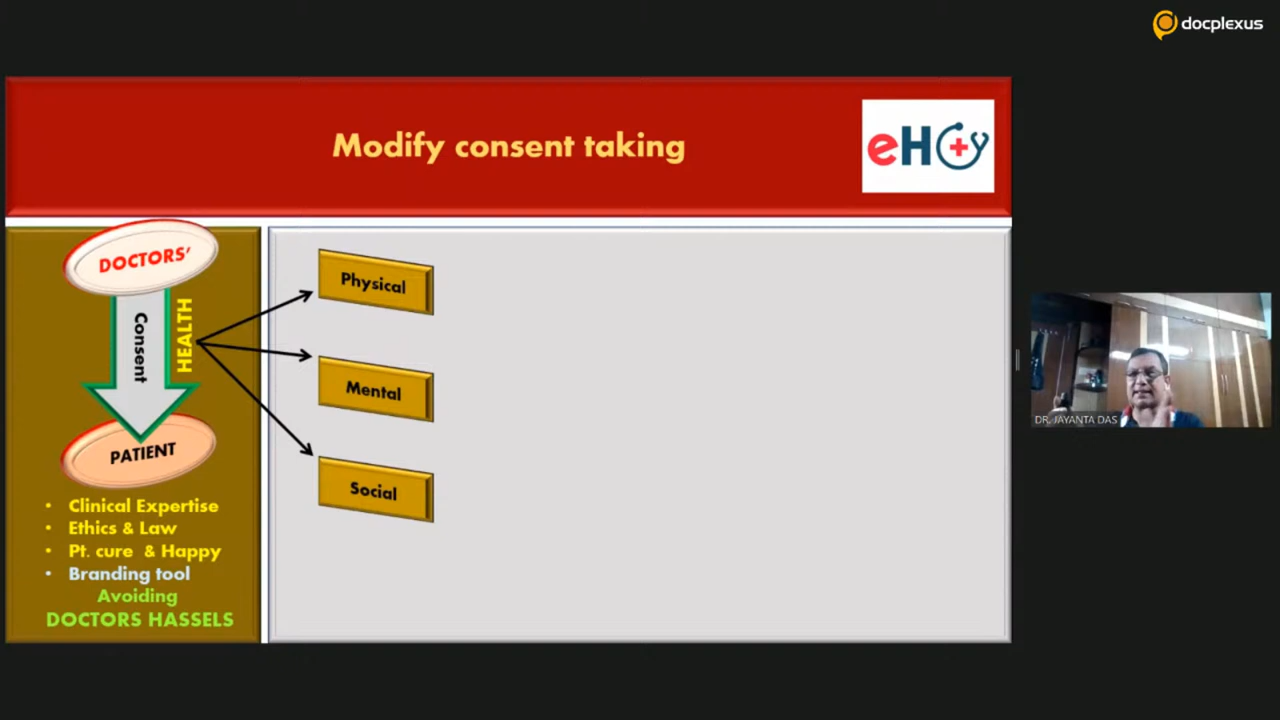 docplexus
Modify consent taking
eHCy
DOCTORS'
Consent
HEALTH
PATIENT
• Clinical Expertise
• Ethics & Law
• Pt. cure & Happy
• Branding tool
Avoiding
DOCTORS HASSELS
Physical
Mental
Social
DR. JAYANTA DAS